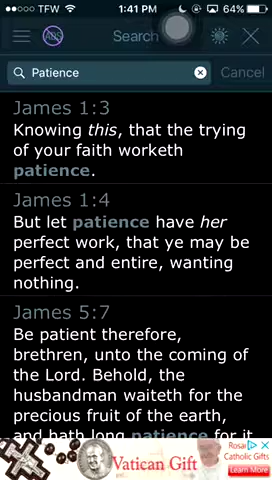 TFW 1:41 PM 64%
ADS Search
Patience Cancel
James 1:3
Knowing this, that the trying
of your faith worketh
patience.
James 1:4
But let patience have her
perfect work, that ye may be
perfect and entire, wanting
nothing.
James 5:7
Be patient therefore,
brethren, unto the coming of
the Lord. Behold, the
husbandman waiteth for the
precious fruit of the earth,
and hath long patience for it
Vatican Gift
Rosar
Catholic Gifts
Learn More